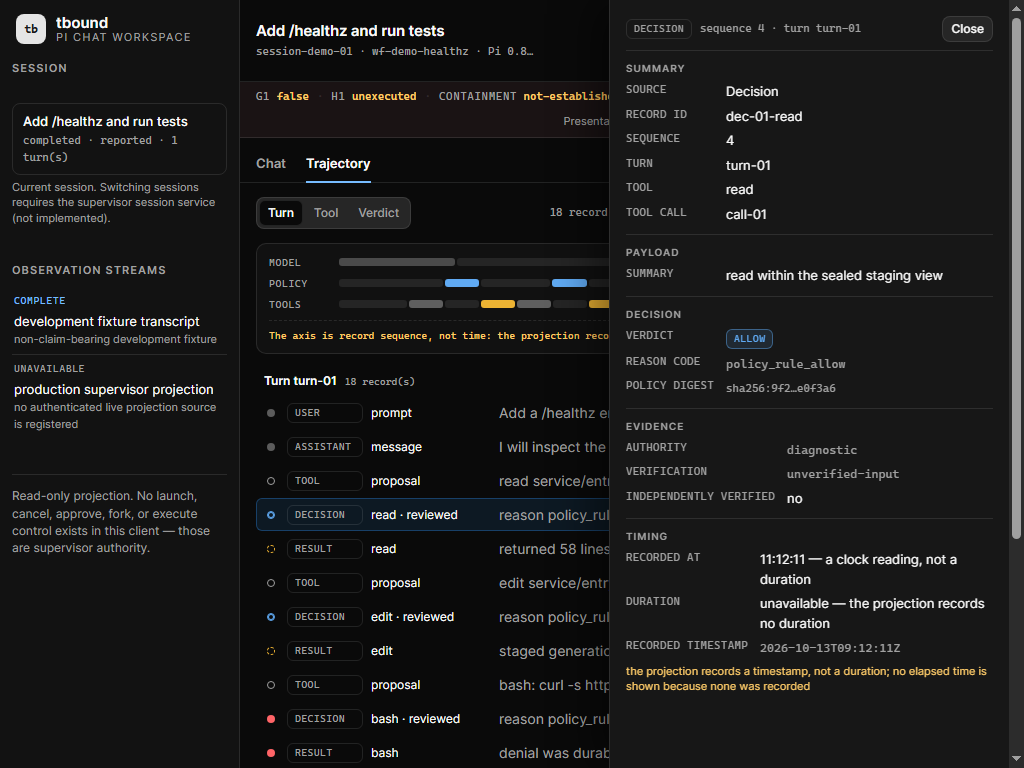 tb
tbound
PI CHAT WORKSPACE
SESSION
Add /healthz and run tests
completed · reported · 1
turn(s)
Current session. Switching sessions
requires the supervisor session service
(not implemented).
OBSERVATION STREAMS
COMPLETE
development fixture transcript
non-claim-bearing development fixture
UNAVAILABLE
production supervisor projection
no authenticated live projection source
is registered
Read-only projection. No launch,
cancel, approve, fork, or execute
control exists in this client — those
are supervisor authority.
Add /healthz and run tests
session-demo-01 · wf-demo-healthz · Pi 0.8…
G1 false · H1 unexecuted · CONTAINMENT not-establishe
Presenta
Chat Trajectory
Turn Tool Verdict 18 record
MODEL
POLICY
TOOLS
The axis is record sequence, not time: the projection reco
Turn turn-01 18 record(s)
USER prompt Add a /healthz e
ASSISTANT message I will inspect the
TOOL proposal read service/entr
DECISION read · reviewed reason policy_rul
RESULT read returned 58 lines
TOOL proposal edit service/entr
DECISION edit · reviewed reason policy_rul
RESULT edit staged generatio
TOOL proposal bash: curl -s http
DECISION bash · reviewed reason policy_rul
RESULT bash denial was durab
DECISION sequence 4 · turn turn-01 Close
SUMMARY
SOURCE Decision
RECORD ID dec-01-read
SEQUENCE 4
TURN turn-01
TOOL read
TOOL CALL call-01
PAYLOAD
SUMMARY read within the sealed staging view
DECISION
VERDICT ALLOW
REASON CODE policy_rule_allow
POLICY DIGEST sha256:9f2…e0f3a6
EVIDENCE
AUTHORITY diagnostic
VERIFICATION unverified-input
INDEPENDENTLY VERIFIED no
TIMING
RECORDED AT 11:12:11 — a clock reading, not a
duration
DURATION unavailable — the projection records
no duration
RECORDED TIMESTAMP 2026-10-13T09:12:11Z
the projection records a timestamp, not a duration; no elapsed time is
shown because none was recorded